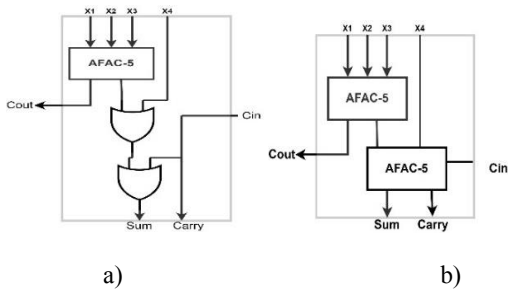 X1 X2 X3 X4
AFAC-5
Cout
Cin
Sum Carry
a)
X1 X2 X3 X4
AFAC-5
Cout
AFAC-5
Cin
Sum Carry
b)